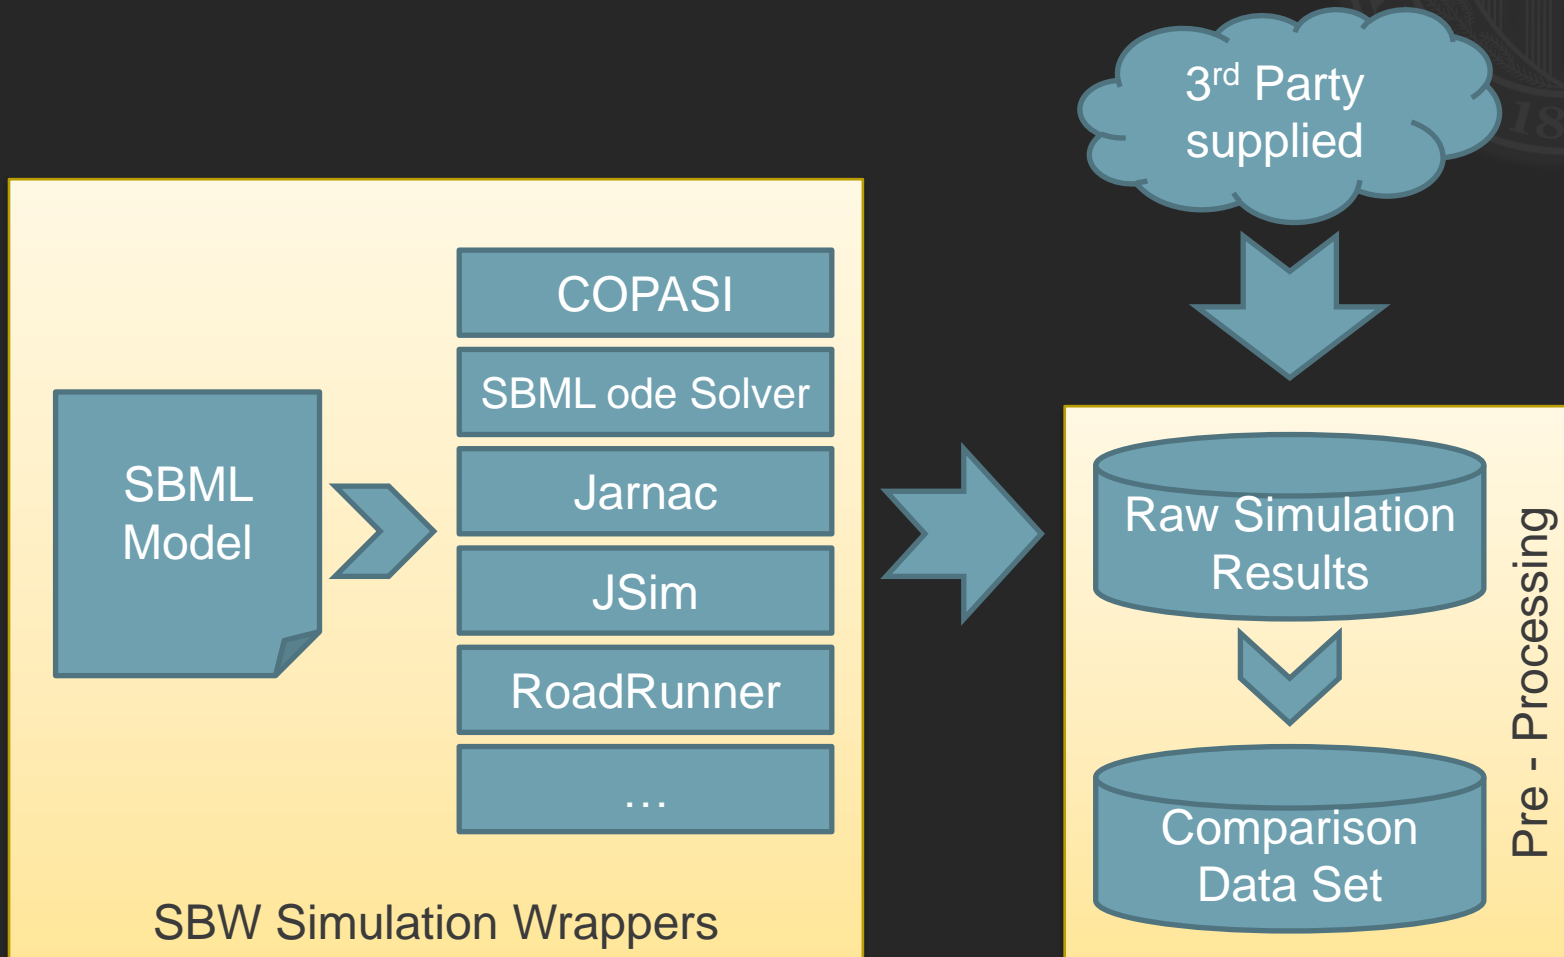 3rd Party
supplied
COPASI
SBML ode Solver
SBML
Model
Jarnac
JSim
RoadRunner
…
SBW Simulation Wrappers
Raw Simulation
Results
Comparison
Data Set
Pre - Processing
18